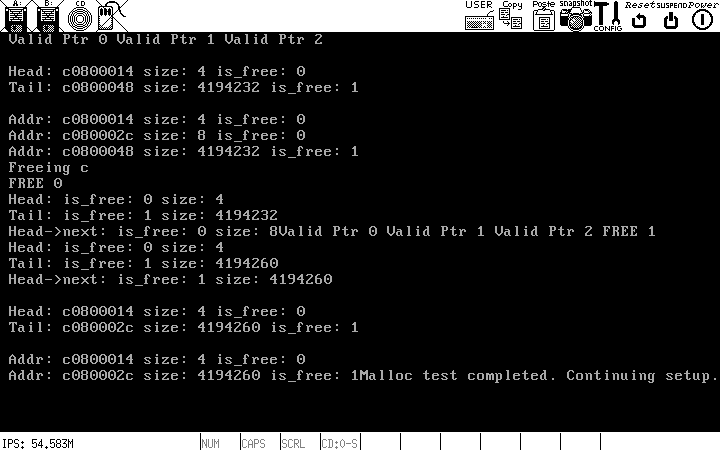 A: B: CD USER Copy Paste snapshot CONFIG Reset SUSPEND Power
Valid Ptr 0 Valid Ptr 1 Valid Ptr 2
Head: c0800014 size: 4 is_free: 0
Tail: c0800048 size: 4194232 is_free: 1
Addr: c0800014 size: 4 is_free: 0
Addr: c080002c size: 8 is_free: 0
Addr: c0800048 size: 4194232 is_free: 1
Freeing c
FREE 0
Head: is_free: 0 size: 4
Tail: is_free: 1 size: 4194232
Head->next: is_free: 0 size: 8Valid Ptr 0 Valid Ptr 1 Valid Ptr 2 FREE 1
Head: is_free: 0 size: 4
Tail: is_free: 1 size: 4194260
Head->next: is_free: 1 size: 4194260
Head: c0800014 size: 4 is_free: 0
Tail: c080002c size: 4194260 is_free: 1
Addr: c0800014 size: 4 is_free: 0
Addr: c080002c size: 4194260 is_free: 1Malloc test completed. Continuing setup.
IPS: 54.583M NUM CAPS SCRL CD:0-S